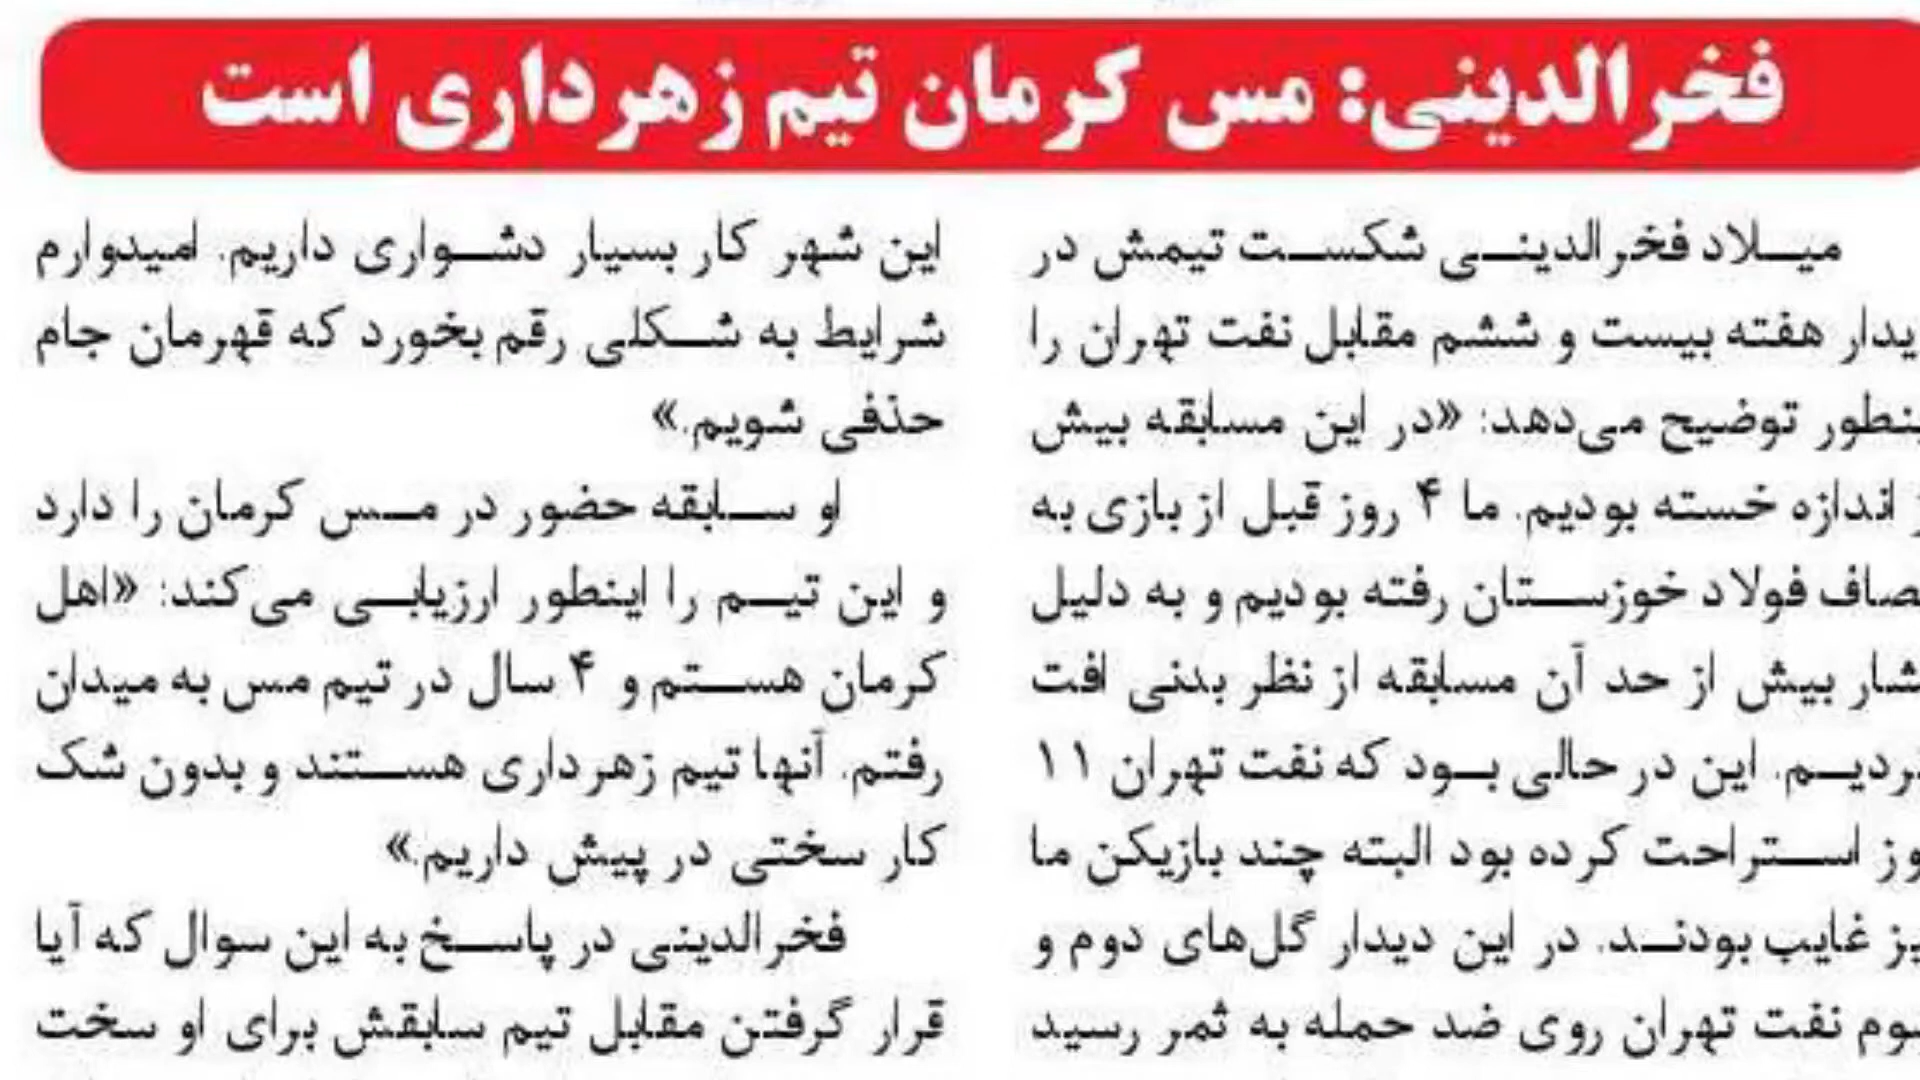 فخرالدینی: مس کرمان تیم زهرداری است
میلاد فخرالدینی شکست تیمش در
یدار هفته بیست و ششم مقابل نفت تهران را
ینطور توضیح می‌دهد: «در این مسابقه بیش
ز اندازه خسته بودیم. ما ۴ روز قبل از بازی به
صاف فولاد خوزستان رفته بودیم و به دلیل
شار بیش از حد آن مسابقه از نظر بدنی افت
ردیم. این در حالی بود که نفت تهران ۱۱
وز استراحت کرده بود البته چند بازیکن ما
یز غایب بودند. در این دیدار گل‌های دوم و
سوم نفت تهران روی ضد حمله به ثمر رسید
این شهر کار بسیار دشواری داریم. امیدوارم
شرایط به شکلی رقم بخورد که قهرمان جام
حذفی شویم.»
او سابقه حضور در مس کرمان را دارد
و این تیم را اینطور ارزیابی می‌کند: «اهل
کرمان هستم و ۴ سال در تیم مس به میدان
رفتم. آنها تیم زهرداری هستند و بدون شک
کار سختی در پیش داریم.»
فخرالدینی در پاسخ به این سوال که آیا
قرار گرفتن مقابل تیم سابقش برای او سخت